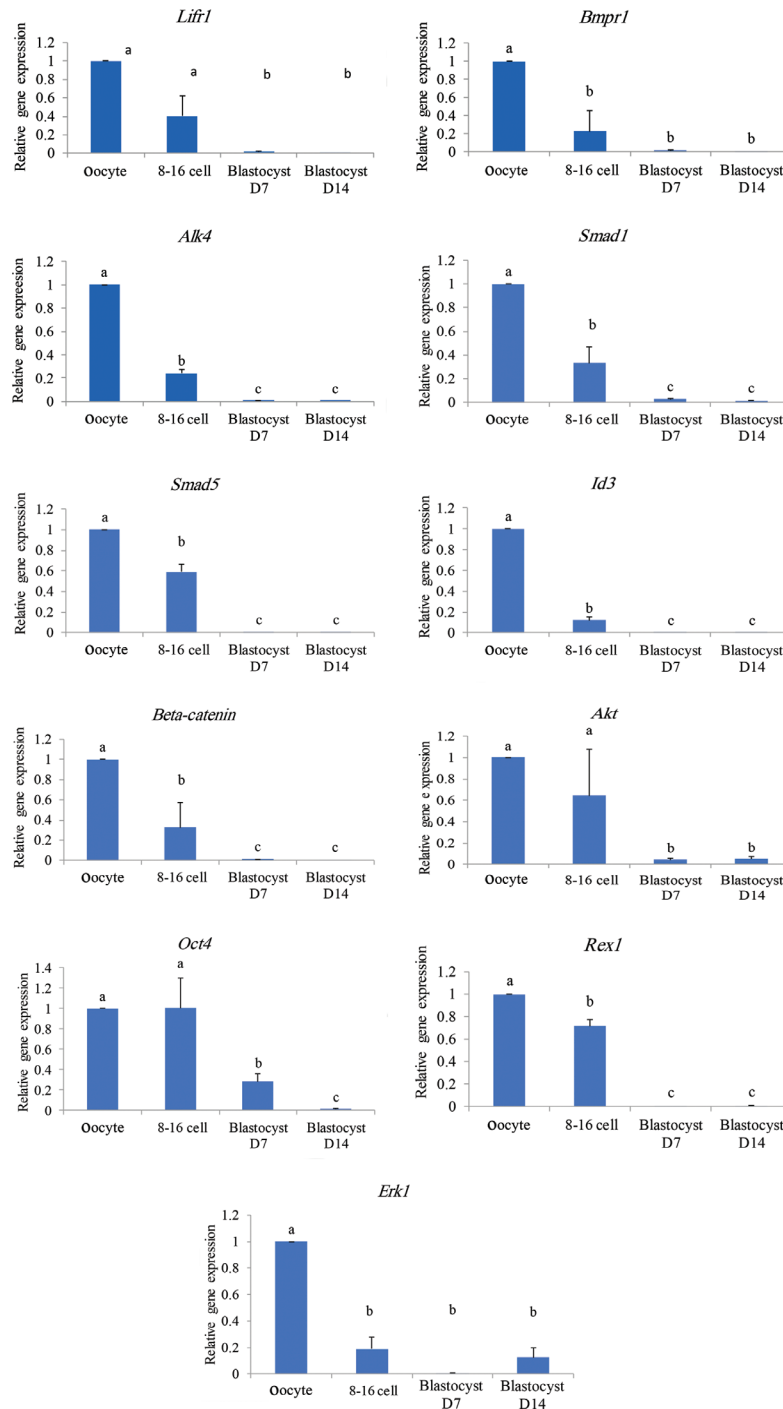 Lifr1
Relative gene expression
1.2
1
0.8
0.6
0.4
0.2
0
a
a
b
b
Oocyte
8-16 cell
Blastocyst
D7
Blastocyst
D14
Bmpr1
Relative gene expression
1.2
1
0.8
0.6
0.4
0.2
0
a
b
b
b
Oocyte
8-16 cell
Blastocyst
D7
Blastocyst
D14
Alk4
Relative gene expreesion
1.2
1
0.8
0.6
0.4
0.2
0
a
b
c
c
Oocyte
8-16 cell
Blastocyst
D7
Blastocyst
D14
Smad1
Relative gene expression
1.2
1
0.8
0.6
0.4
0.2
0
a
b
c
c
Oocyte
8-16 cell
Blastocyst
D7
Blastocyst
D14
Smad5
Relative gene expression
1.2
1
0.8
0.6
0.4
0.2
0
a
b
c
c
Oocyte
8-16 cell
Blastocyst
D7
Blastocyst
D14
Id3
Relative gene expression
1.2
1
0.8
0.6
0.4
0.2
0
a
b
c
c
Oocyte
8-16 cell
Blastocyst
D7
Blastocyst
D14
Beta-catenin
Relative gene expression
1.2
1
0.8
0.6
0.4
0.2
0
a
b
c
c
Oocyte
8-16 cell
Blastocyst
D7
Blastocyst
D14
Akt
Relative gene e xpression
1.2
1
0.8
0.6
0.4
0.2
0
a
a
b
b
Oocyte
8-16 cell
Blastocyst
D7
Blastocyst
D14
Oct4
Relative gene expression
1.4
1.2
1
0.8
0.6
0.4
0.2
0
a
a
b
c
Oocyte
8-16 cell
Blastocyst
D7
Blastocyst
D14
Rex1
Relative gene expression
1.2
1
0.8
0.6
0.4
0.2
0
a
b
c
c
Oocyte
8-16 cell
Blastocyst
D7
Blastocyst
D14
Erk1
Relative gene expression
1.2
1
0.8
0.6
0.4
0.2
0
a
b
b
b
Oocyte
8-16 cell
Blastocyst
D7
Blastocyst
D14